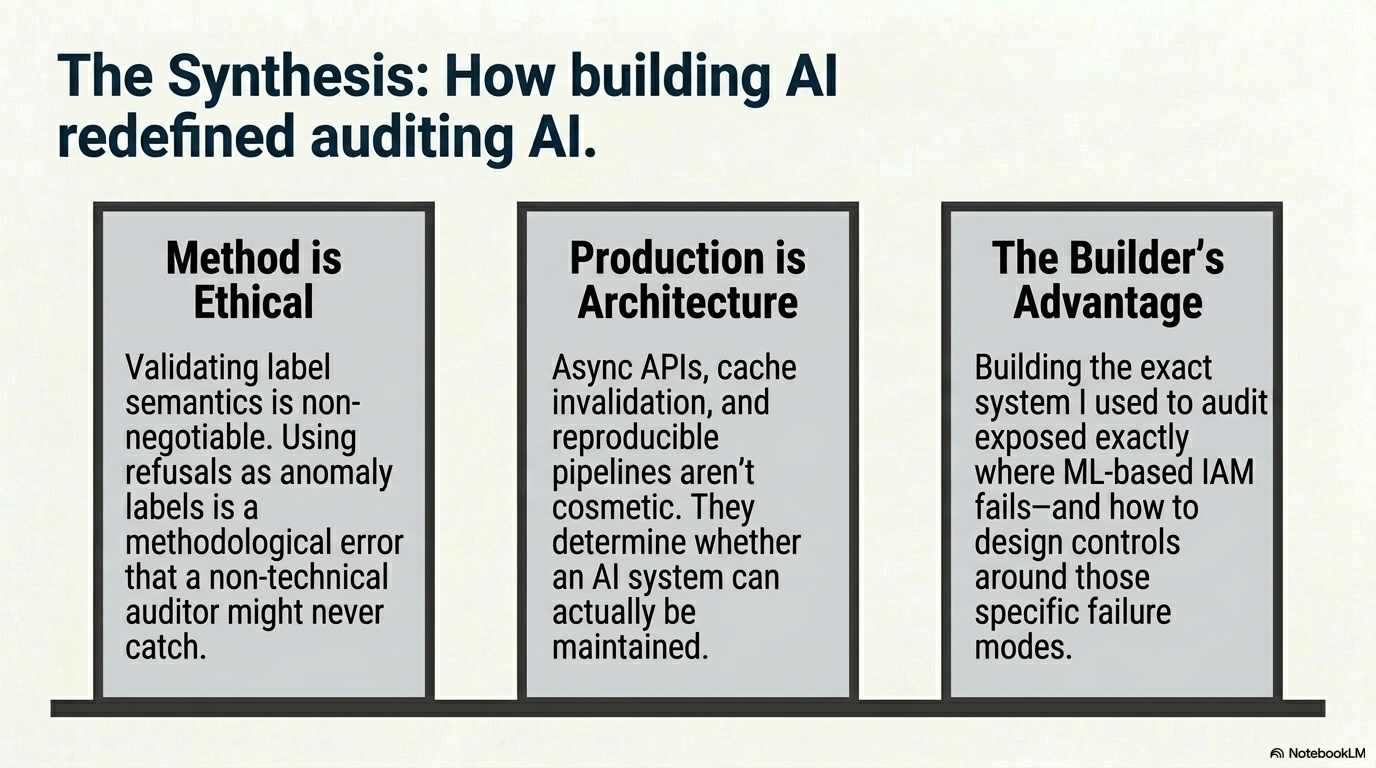 The Synthesis: How building AI
redefined auditing AI.
Method is
Ethical
Validating label
semantics is non-
negotiable. Using
refusals as anomaly
labels is a
methodological error
that a non-technical
auditor might never
catch.
Production is
Architecture
Async APIs, cache
invalidation, and
reproducible
pipelines aren’t
cosmetic. They
determine whether
an AI system can
actually be
maintained.
The Builder’s
Advantage
Building the exact
system I used to audit
exposed exactly
where ML-based IAM
fails—and how to
design controls
around those
specific failure
modes.
NotebookLM